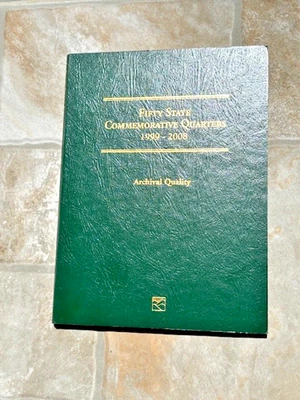 Fifty State
Commemorative Quarters
1999 - 2008
Archival Quality